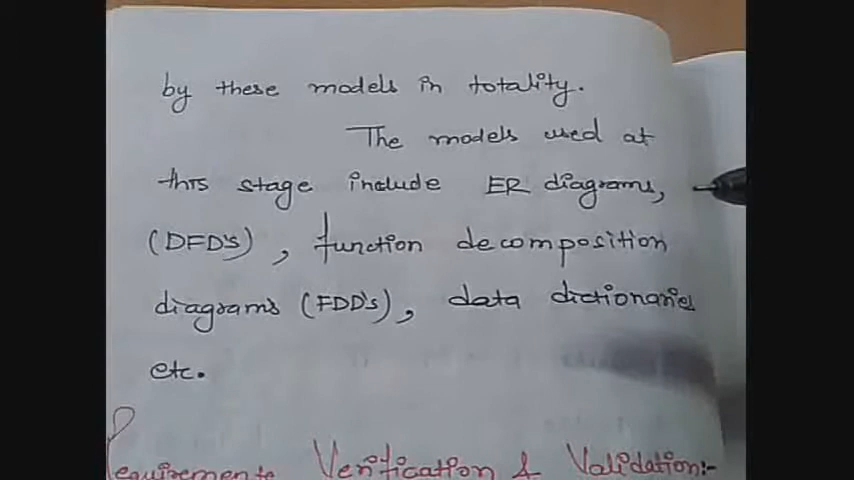 by these models in totality.
The models used at
this stage include ER diagrams,
(DFD's), function decomposition
diagrams (FDD's), data dictionaries
etc.
Requirements Verification & Validation:-